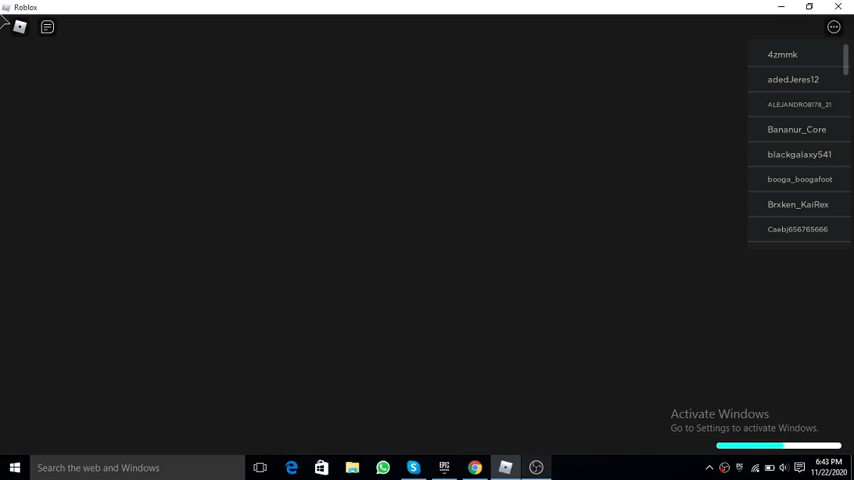 Roblox
4zmmk
adedJeres12
ALEJANDRO8178_21
Bananur_Core
blackgalaxy541
booga_boogafoot
Brxken_KaiRex
Caebj656765666
Activate Windows
Go to Settings to activate Windows.
Search the web and Windows
EPIC
6:43 PM
11/22/2020